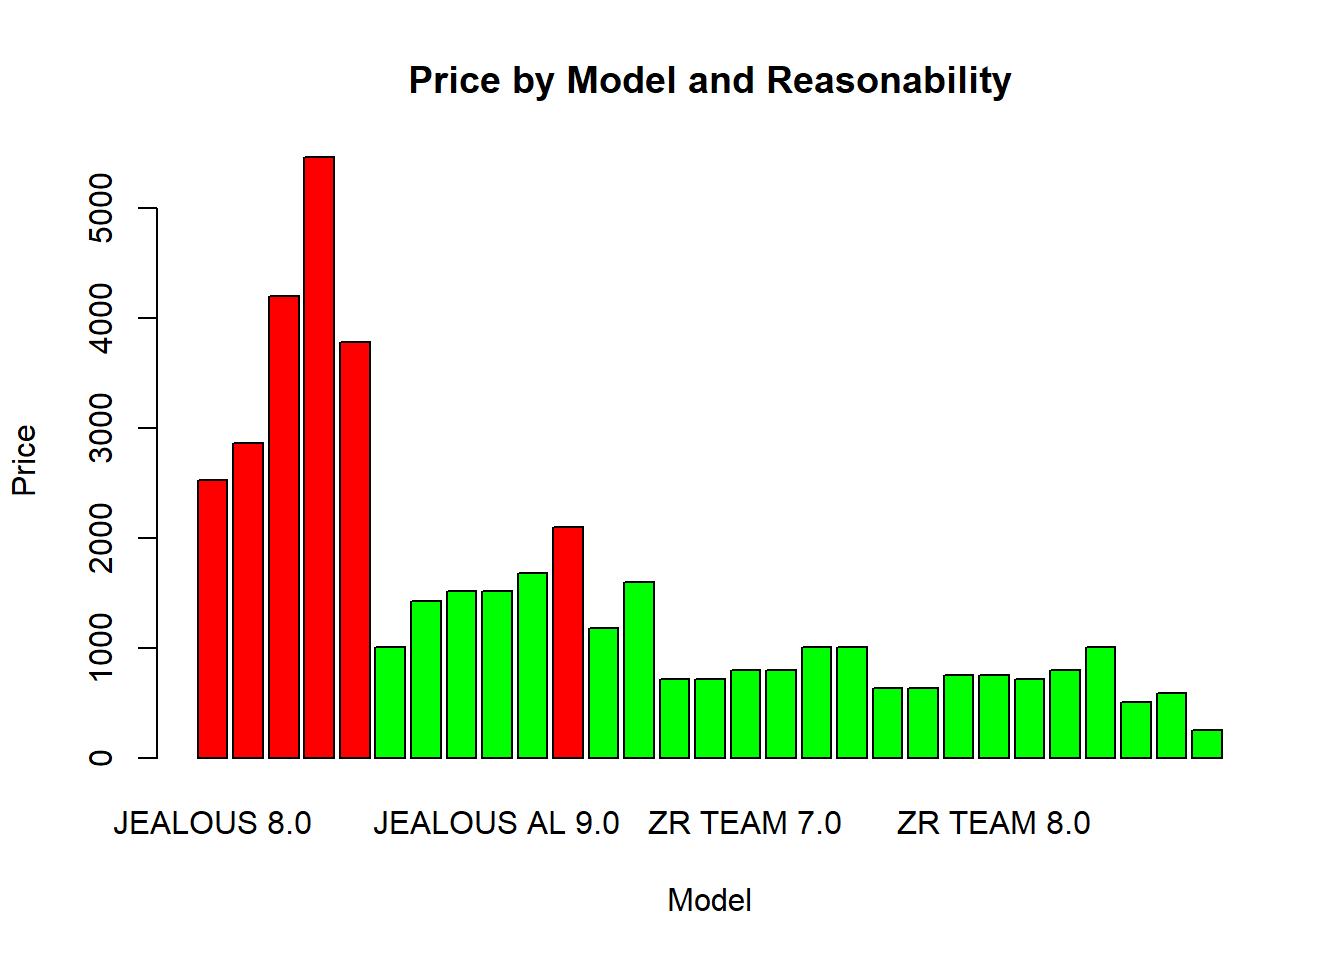 Price by Model and Reasonability
5000
4000
3000
2000
1000
0
Price
JEALOUS 8.0 JEALOUS AL 9.0 ZR TEAM 7.0 ZR TEAM 8.0
Model